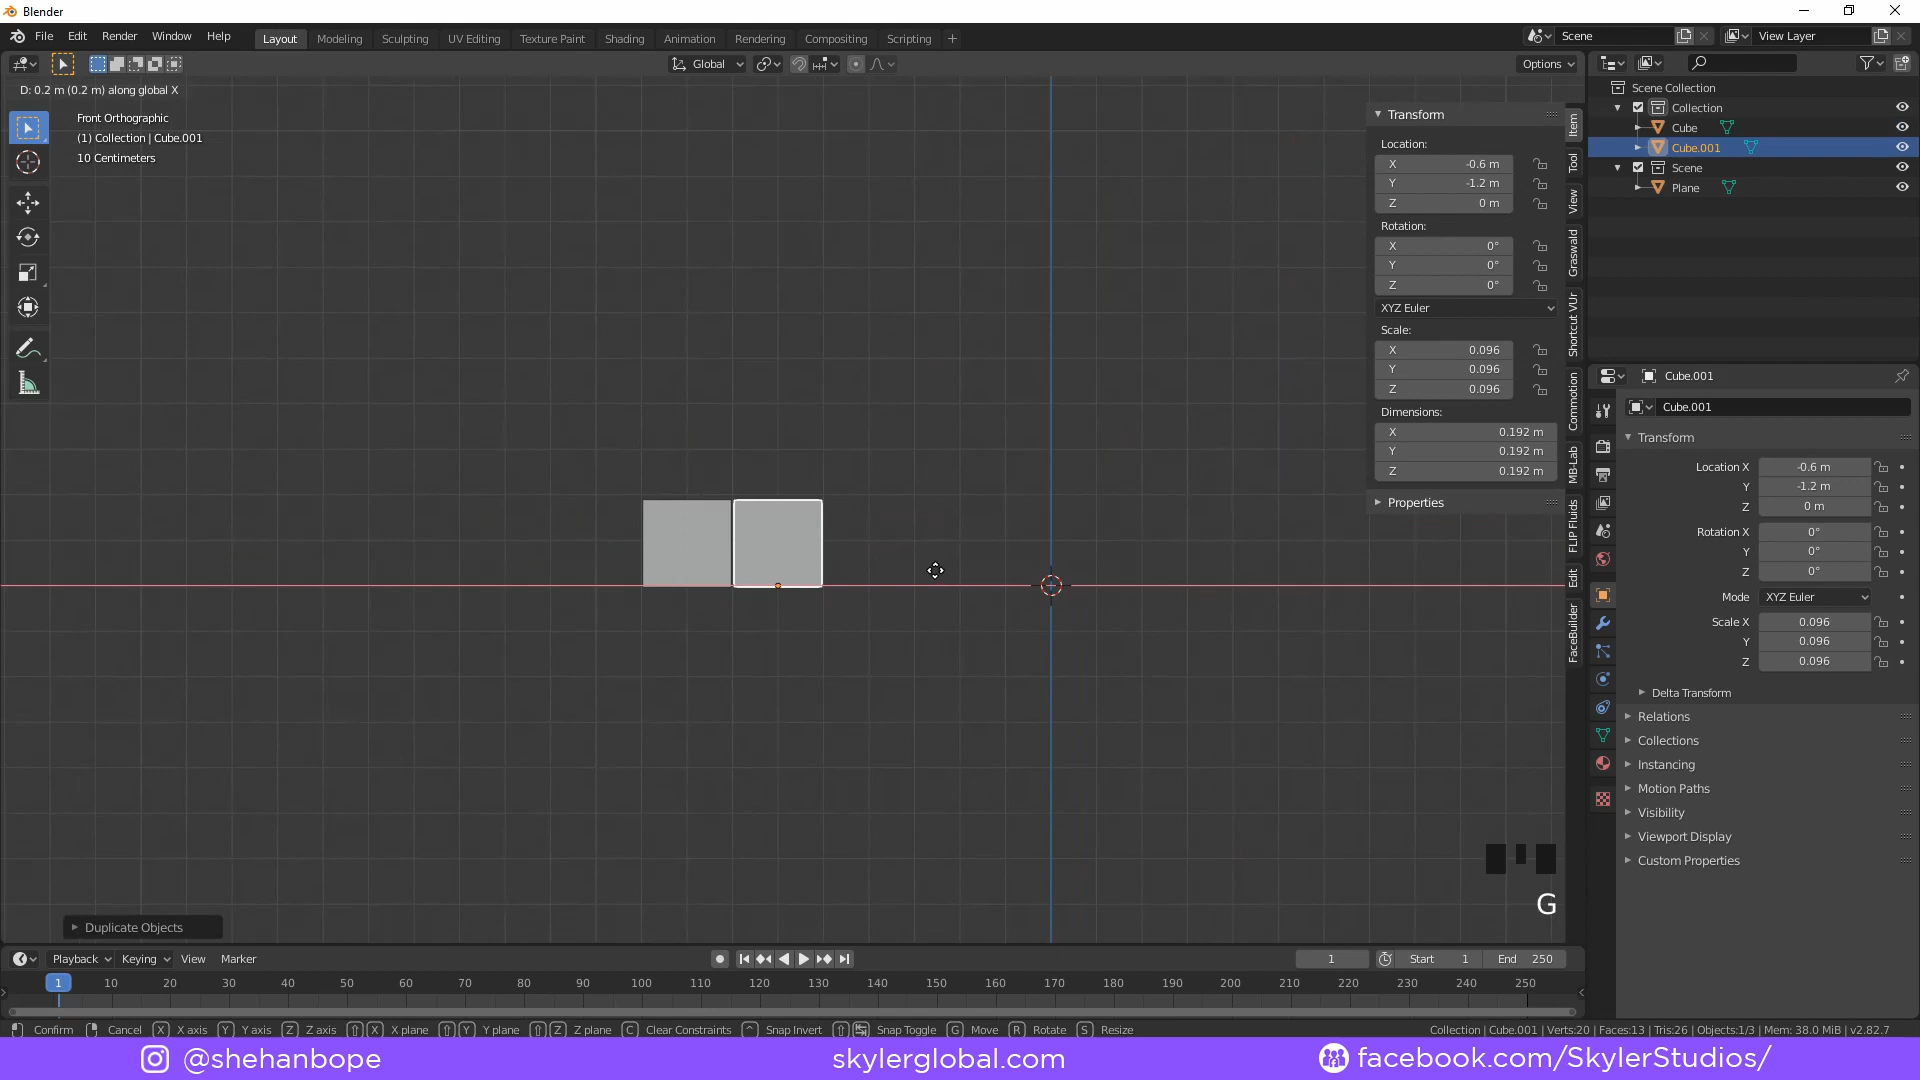 Blender
File Edit Render Window Help
Layout Modeling Sculpting UV Editing Texture Paint Shading Animation Rendering Compositing Scripting +
Scene
View Layer
Global
Options
D: 0.2 m (0.2 m) along global X
Front Orthographic
(1) Collection | Cube.001
10 Centimeters
Transform
Location:
X -0.6 m
Y -1.2 m
Z 0 m
Rotation:
X 0°
Y 0°
Z 0°
XYZ Euler
Scale:
X 0.096
Y 0.096
Z 0.096
Dimensions:
X 0.192 m
Y 0.192 m
Z 0.192 m
Properties
Item
Tool
View
Graswald
Shortcut VUr
Commotion
MB-Lab
FLIP Fluids
Edit
FaceBuilder
Scene Collection
Collection
Cube
Cube.001
Scene
Plane
Cube.001
Cube.001
Transform
Location X -0.6 m
Y -1.2 m
Z 0 m
Rotation X 0°
Y 0°
Z 0°
Mode XYZ Euler
Scale X 0.096
Y 0.096
Z 0.096
Delta Transform
Relations
Collections
Instancing
Motion Paths
Visibility
Viewport Display
Custom Properties
G
Duplicate Objects
Playback Keying View Marker
1 Start 1 End 250
1 10 20 30 40 50 60 70 80 90 100 110 120 130 140 150 160 170 180 190 200 210 220 230 240 250
Confirm Cancel X X axis Y Y axis Z Z axis X X plane Y Y plane Z Z plane C Clear Constraints ^ Snap Invert Snap Toggle G Move R Rotate S Resize
Collection | Cube.001 | Verts:20 | Faces:13 | Tris:26 | Objects:1/3 | Mem: 38.0 MiB | v2.82.7
@shehanbope
skylerglobal.com
facebook.com/SkylerStudios/